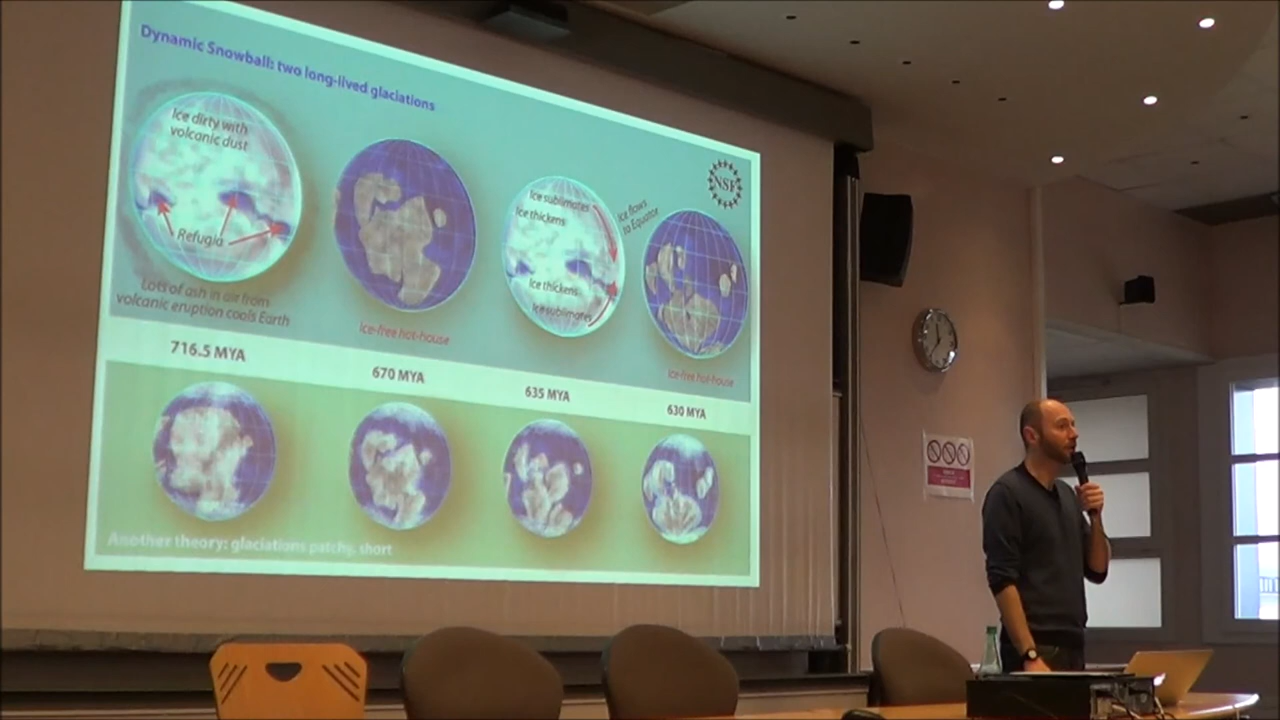 Dynamic Snowball: two long-lived glaciations
Ice dirty with
volcanic dust
Refugia
Lots of ash in air from
volcanic eruption cools Earth
Ice-free hot-house
Ice sublimates
Ice thickens
Ice thickens
Ice sublimates
Ice flows
to Equator
NSF
Ice-free hot-house
716.5 MYA
670 MYA
635 MYA
630 MYA
Another theory: glaciations patchy, short